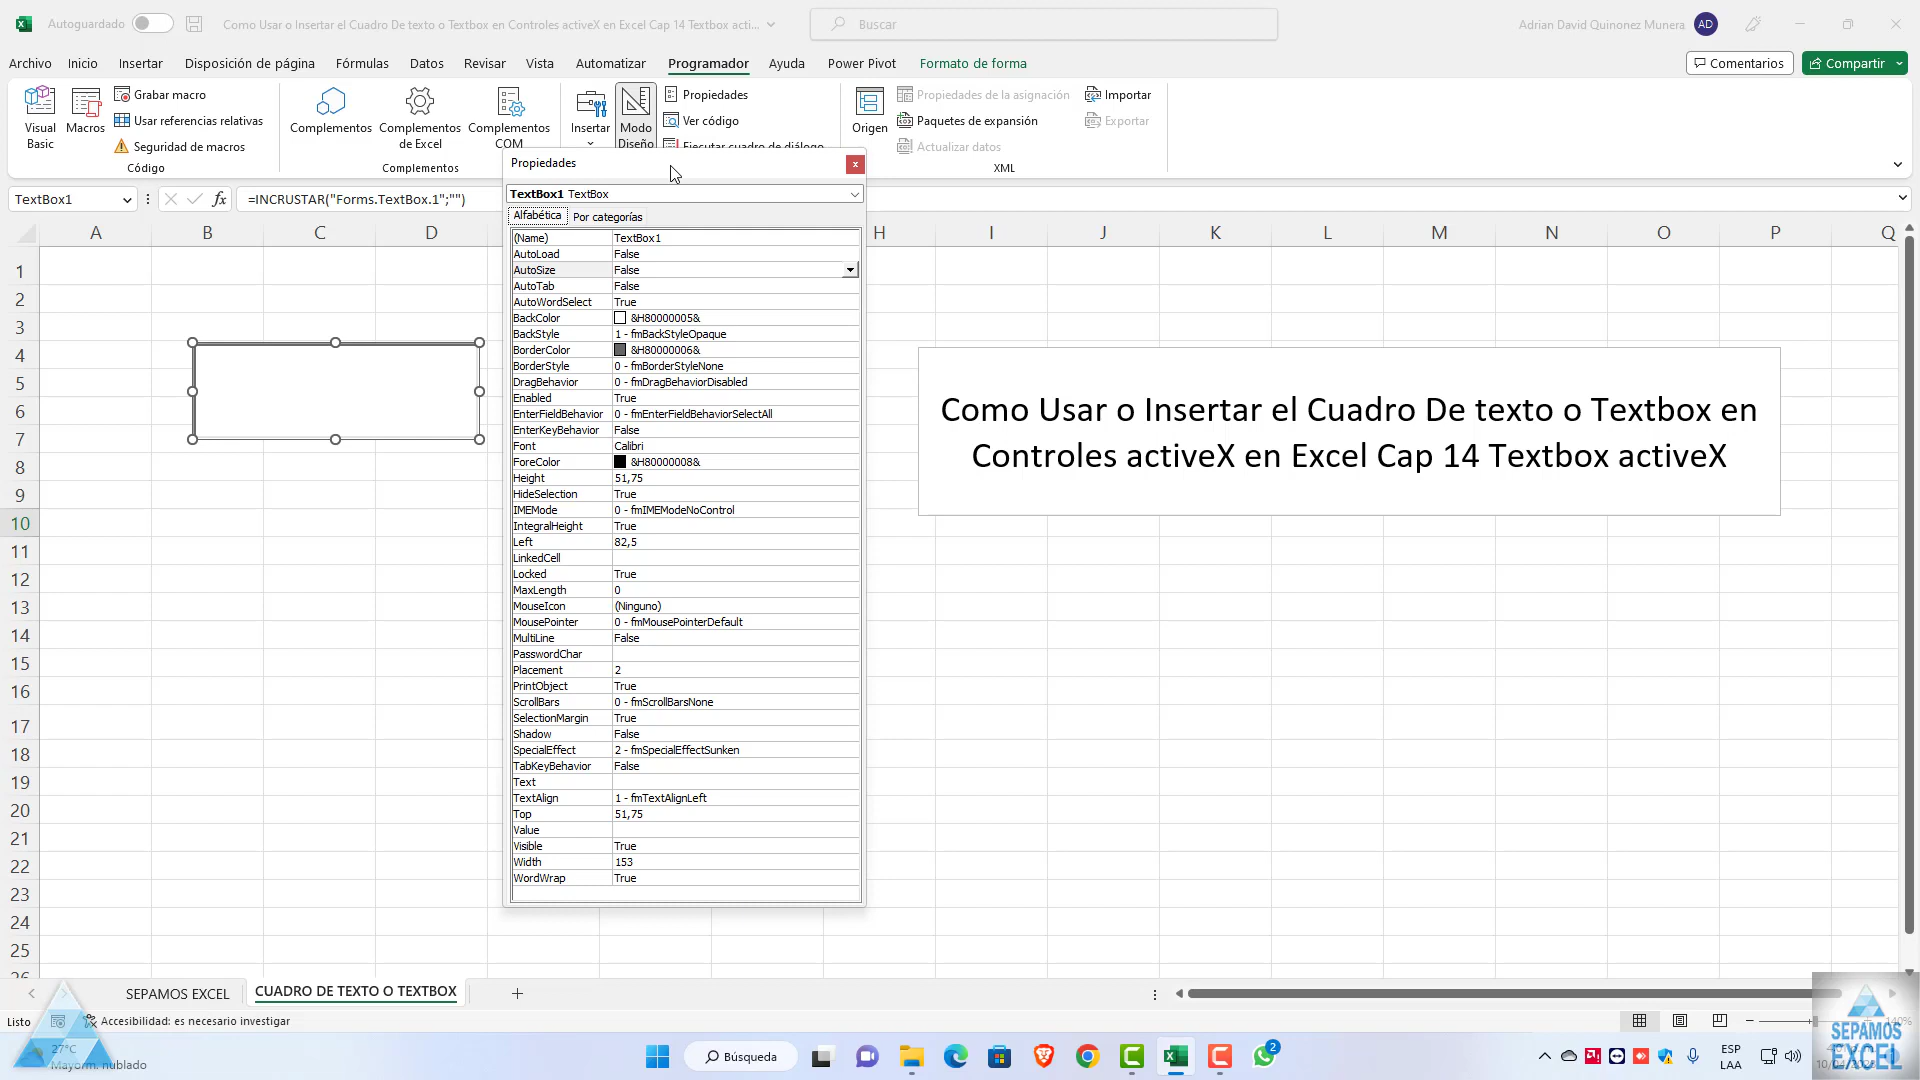 Autoguardado
Como Usar o Insertar el Cuadro De texto o Textbox en Controles activeX en Excel Cap 14 Textbox acti...
Buscar
Adrian David Quinonez Munera
AD
Archivo Inicio Insertar Disposición de página Fórmulas Datos Revisar Vista Automatizar Programador Ayuda Power Pivot Formato de forma
Comentarios
Compartir
Visual Basic
Macros
Grabar macro
Usar referencias relativas
Seguridad de macros
Código
Complementos
Complementos de Excel
Complementos COM
Complementos
Insertar
Modo Diseño
Propiedades
Ver código
Ejecutar cuadro de diálogo
Origen
Propiedades de la asignación
Paquetes de expansión
Actualizar datos
Importar
Exportar
XML
TextBox1
fx
=INCRUSTAR("Forms.TextBox.1";"")
A B C D H I J K L M N O P Q
1
2
3
4
5
6
7
8
9
10
11
12
13
14
15
16
17
18
19
20
21
22
23
24
25
26
Propiedades
x
TextBox1 TextBox
Alfabética Por categorías
(Name) TextBox1
AutoLoad False
AutoSize False
AutoTab False
AutoWordSelect True
BackColor &H80000005&
BackStyle 1 - fmBackStyleOpaque
BorderColor &H80000006&
BorderStyle 0 - fmBorderStyleNone
DragBehavior 0 - fmDragBehaviorDisabled
Enabled True
EnterFieldBehavior 0 - fmEnterFieldBehaviorSelectAll
EnterKeyBehavior False
Font Calibri
ForeColor &H80000008&
Height 51,75
HideSelection True
IMEMode 0 - fmIMEModeNoControl
IntegralHeight True
Left 82,5
LinkedCell
Locked True
MaxLength 0
MouseIcon (Ninguno)
MousePointer 0 - fmMousePointerDefault
MultiLine False
PasswordChar
Placement 2
PrintObject True
ScrollBars 0 - fmScrollBarsNone
SelectionMargin True
Shadow False
SpecialEffect 2 - fmSpecialEffectSunken
TabKeyBehavior False
Text
TextAlign 1 - fmTextAlignLeft
Top 51,75
Value
Visible True
Width 153
WordWrap True
Como Usar o Insertar el Cuadro De texto o Textbox en
Controles activeX en Excel Cap 14 Textbox activeX
SEPAMOS EXCEL
CUADRO DE TEXTO O TEXTBOX
Listo
Accesibilidad: es necesario investigar
140%
27°C
Mayorm. nublado
Búsqueda
2
ESP
LAA
SEPAMOS
EXCEL